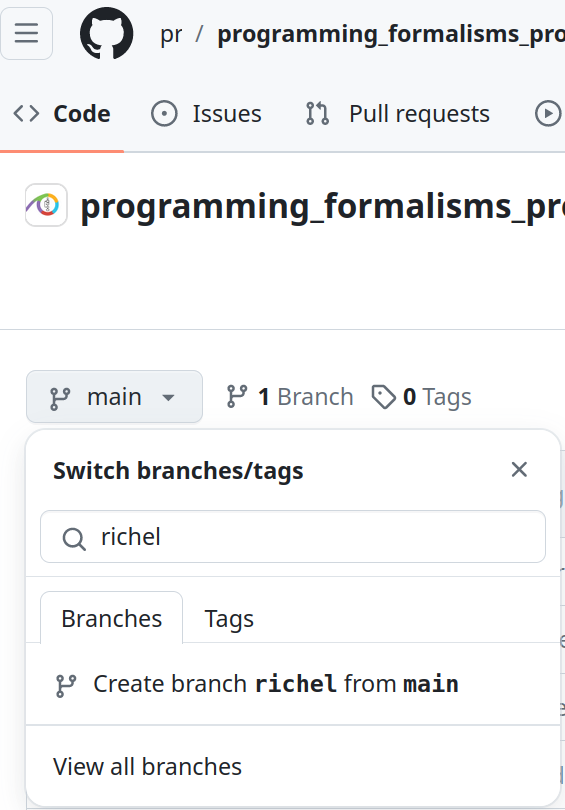 pr / programming_formalisms_pro
Code Issues Pull requests
programming_formalisms_pr
main 1 Branch 0 Tags
Switch branches/tags
richel
Branches Tags
Create branch richel from main
View all branches